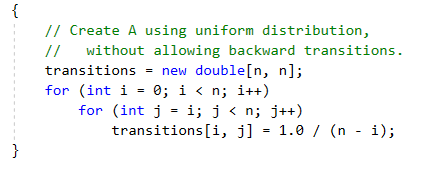 {
// Create A using uniform distribution,
//   without allowing backward transitions.
transitions = new double[n, n];
for (int i = 0; i < n; i++)
for (int j = i; j < n; j++)
transitions[i, j] = 1.0 / (n - i);
}